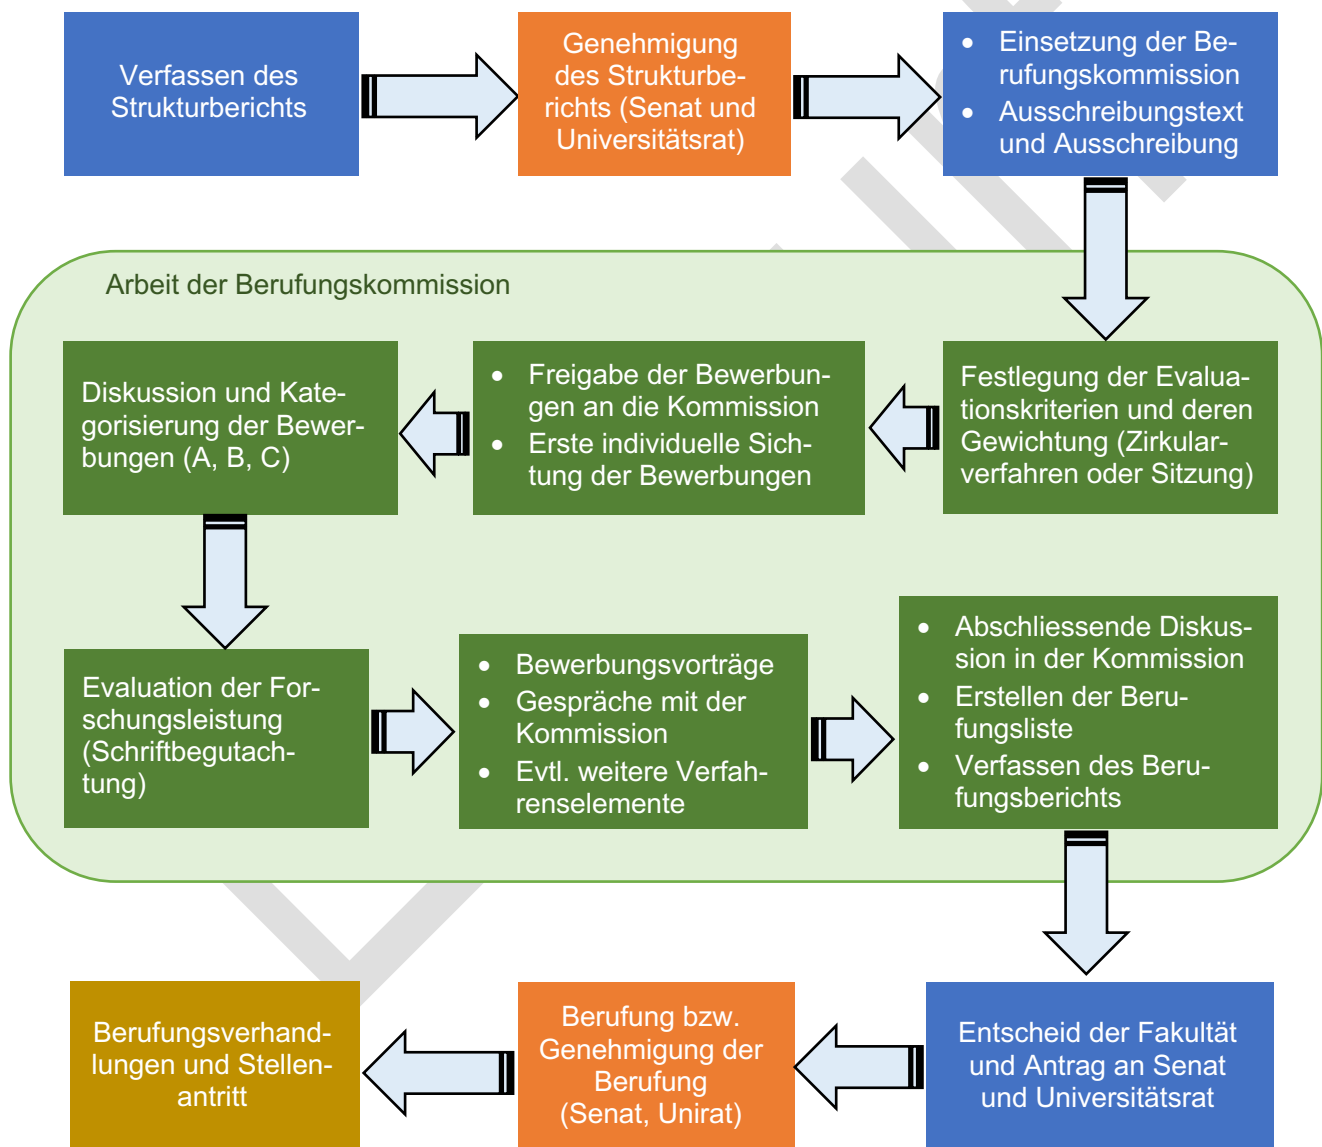 Verfassen des
Strukturberichts
Genehmigung
des Strukturbe-
richts (Senat und
Universitätsrat)
• Einsetzung der Be-
rufungskommission
• Ausschreibungstext
und Ausschreibung
Arbeit der Berufungskommission
Festlegung der Evalua-
tionskriterien und deren
Gewichtung (Zirkular-
verfahren oder Sitzung)
• Freigabe der Bewerbun-
gen an die Kommission
• Erste individuelle Sich-
tung der Bewerbungen
Diskussion und Kate-
gorisierung der Bewer-
bungen (A, B, C)
Evaluation der For-
schungsleistung
(Schriftbegutach-
tung)
• Bewerbungsvorträge
• Gespräche mit der
Kommission
• Evtl. weitere Verfah-
renselemente
• Abschliessende Diskus-
sion in der Kommission
• Erstellen der Beru-
fungsliste
• Verfassen des Beru-
fungsberichts
Entscheid der Fakultät
und Antrag an Senat
und Universitätsrat
Berufung bzw.
Genehmigung der
Berufung
(Senat, Unirat)
Berufungsverhand-
lungen und Stellen-
antritt